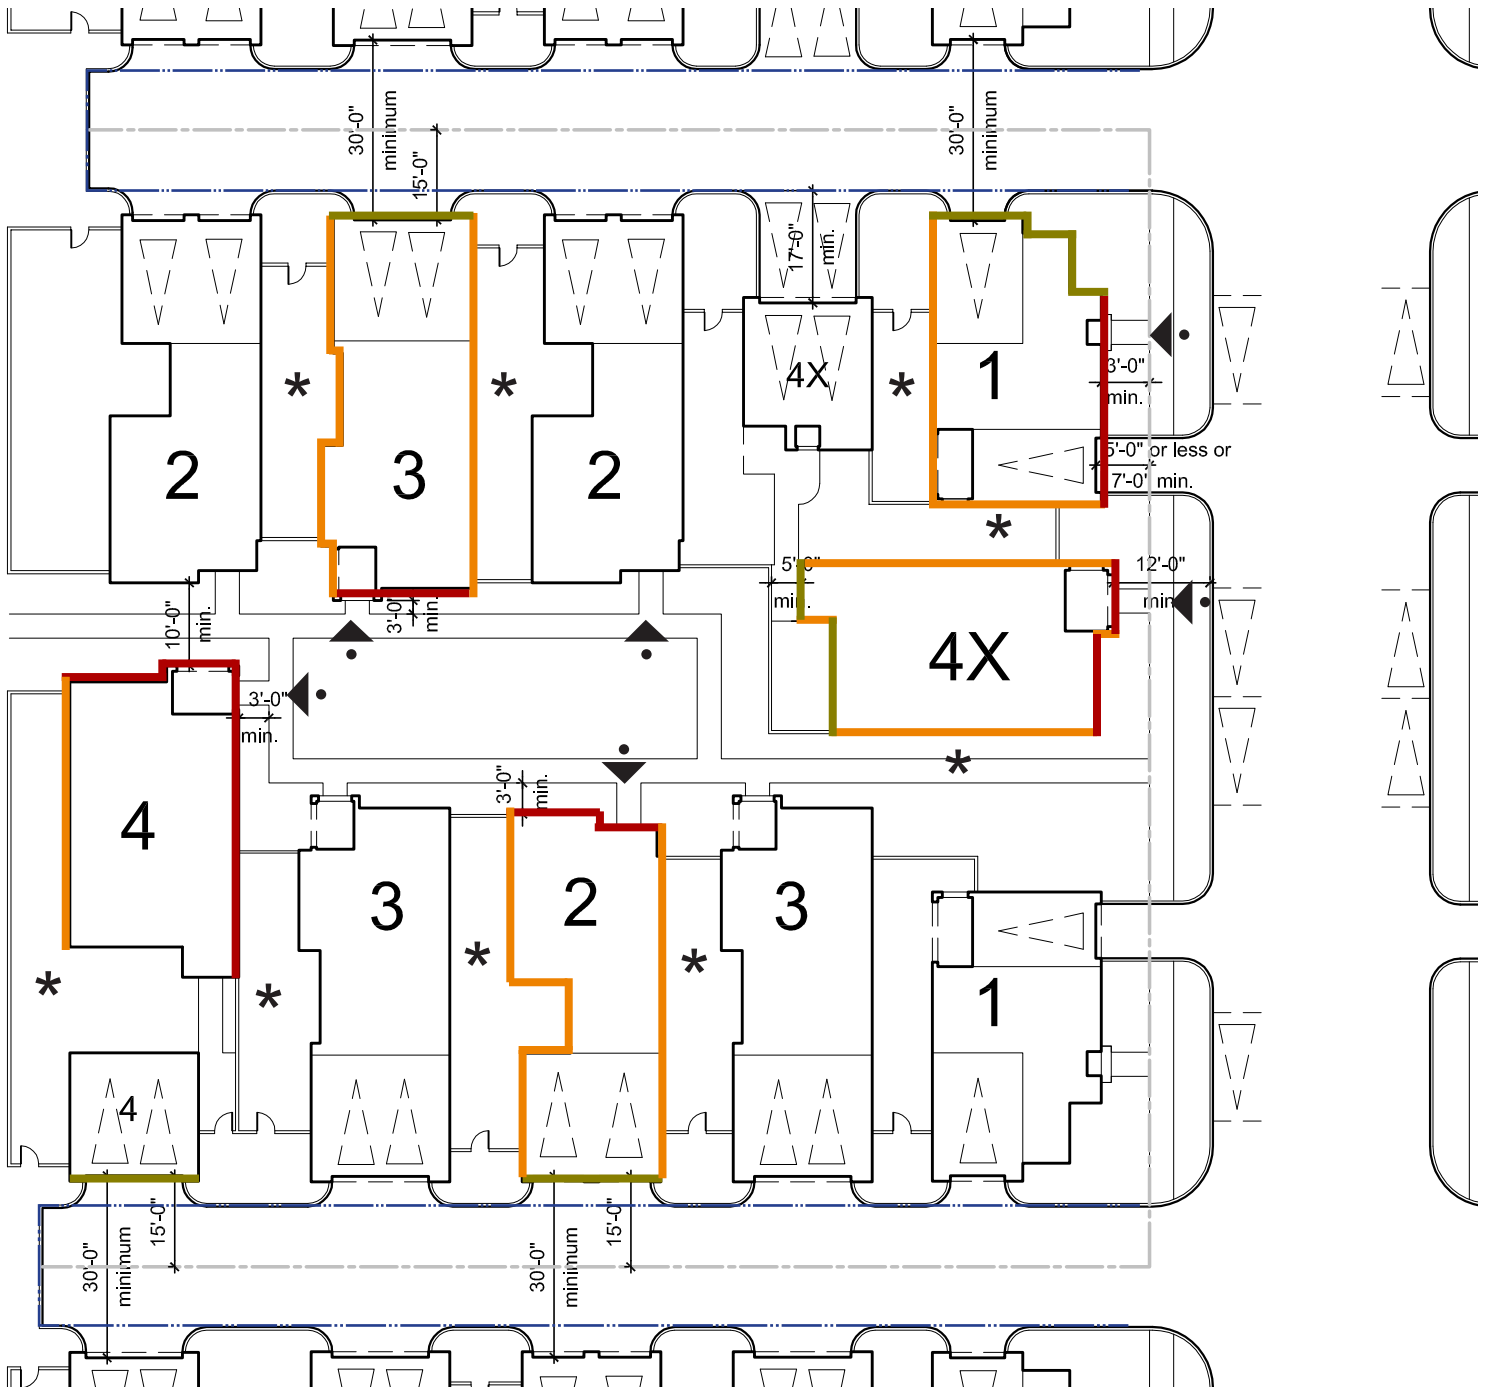 30'-0"
minimum
15'-0"
30'-0"
minimum
17'-0"
min.
2
3
2
4X
1
3'-0"
min.
5'-0" or less or
7'-0" min.
*
*
*
*
5'-0"
min.
12'-0"
min.
10'-0"
min.
3'-0"
min.
4X
3'-0"
min.
*
3'-0"
min.
4
3
2
3
1
*
*
*
*
4
30'-0"
minimum
15'-0"
30'-0"
minimum
15'-0"